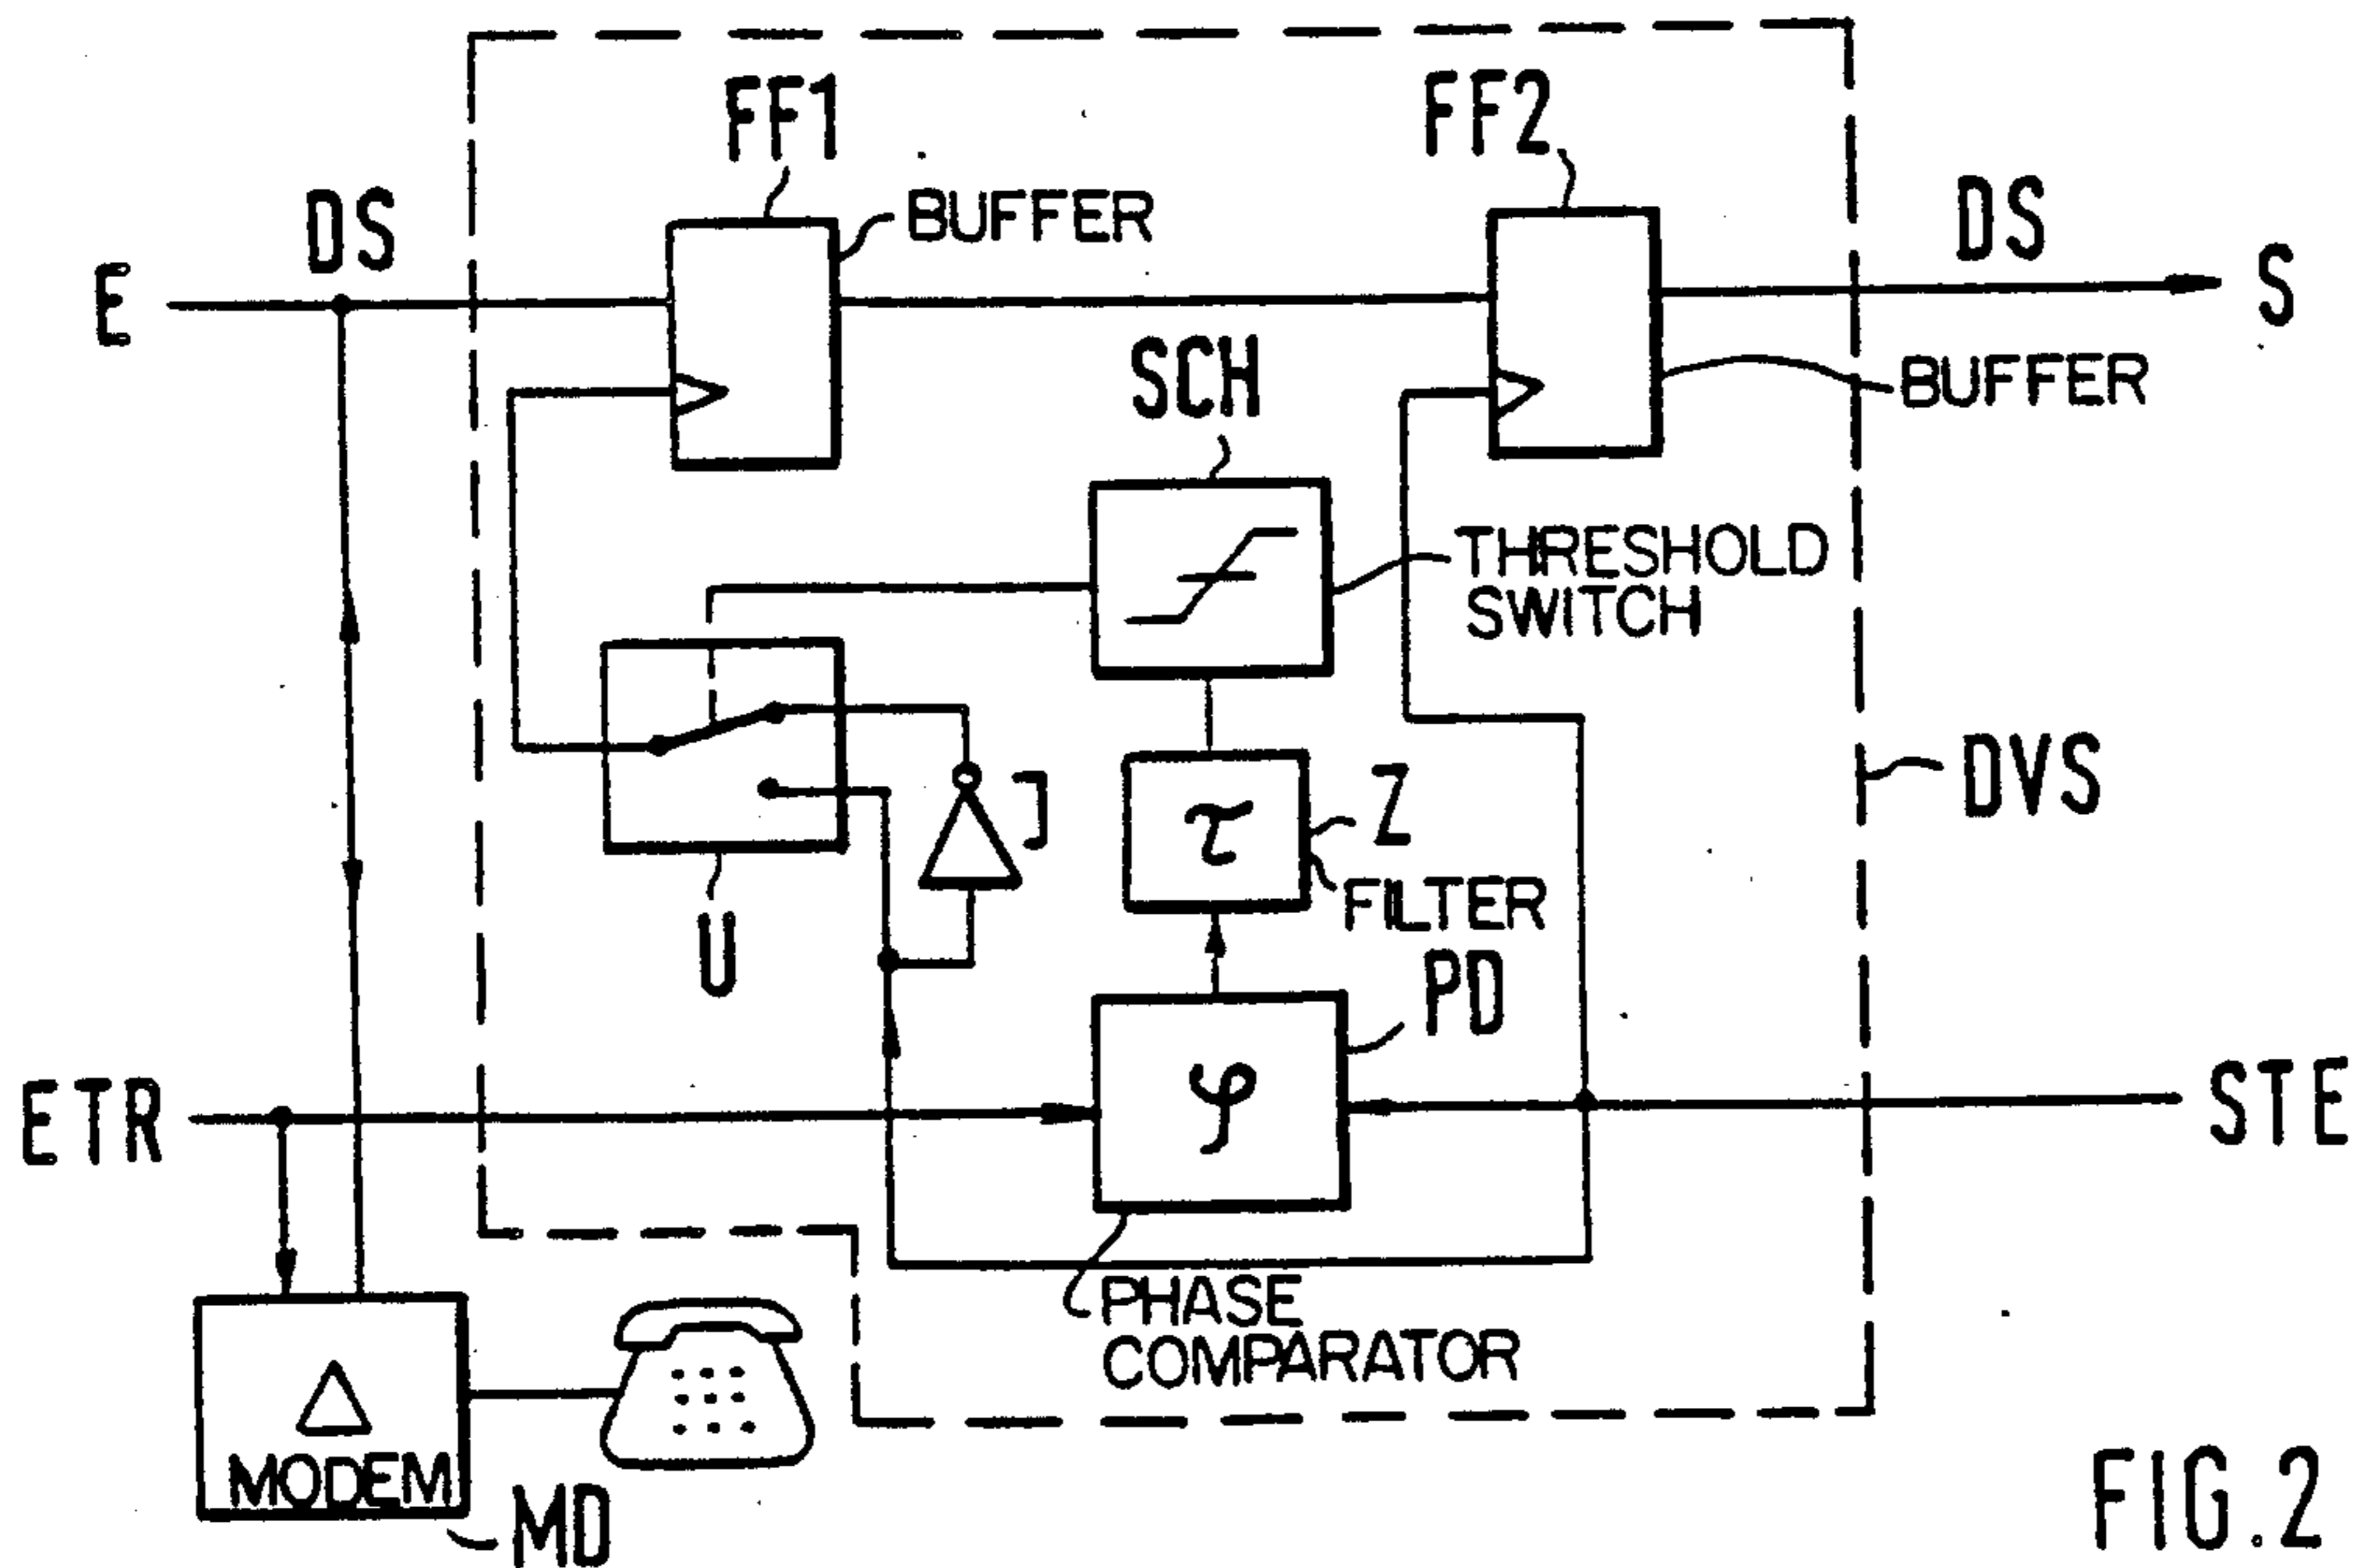 FF1
FF2
DS
BUFFER
DS
E
S
SCH
BUFFER
THRESHOLD
SWITCH
τ
Z
J
DVS
FILTER
U
PD
φ
ETR
STE
PHASE
COMPARATOR
MODEM
MD
FIG.2